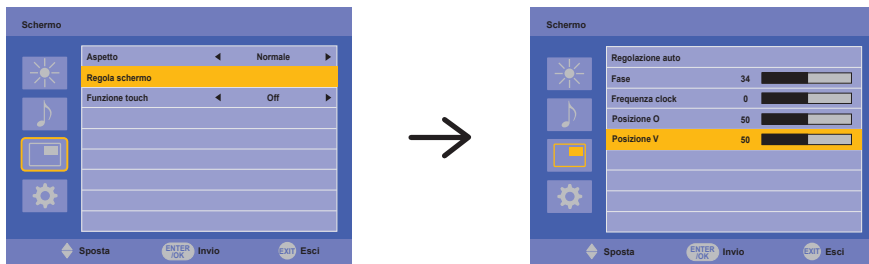 Schermo
Aspetto Normale
Regola schermo
Funzione touch Off
Sposta ENTER/OK Invio EXIT Esci
Schermo
Regolazione auto
Fase 34
Frequenza clock 0
Posizione O 50
Posizione V 50
Sposta ENTER/OK Invio EXIT Esci